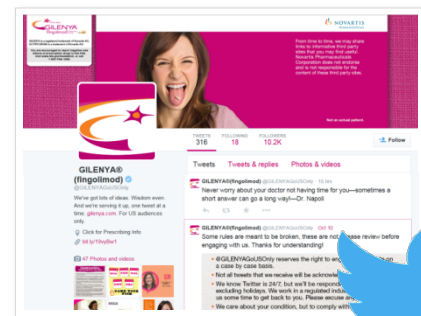 GILENYA
(fingolimod)
NOVARTIS
From time to time, we may share
links to informative third party
sites that you may find useful.
Novartis Pharmaceuticals
Corporation does not endorse
and is not responsible for the
content of these third party sites.
Not an actual patient.
TWEETS FOLLOWING FOLLOWERS
316 18 10.2K
Follow
GILENYA®
(fingolimod)
@GILENYAGoUSOnly
We've got lots of ideas. Wisdom even.
And we're serving it up, one tweet at a
time. gilenya.com For US audiences
only.
Click for Prescribing Info
bit.ly/19vyBw1
47 Photos and videos
Tweets Tweets & replies Photos & videos
GILENYA®(fingolimod) @GILENYAGoUSOnly
Never worry about your doctor not having time for you—sometimes a
short answer can go a long way!—Dr. Napoli
GILENYA®(fingolimod) @GILENYAGoUSOnly Oct 10
Some rules are meant to be broken, these are not. Please review before
engaging with us. Thanks for understanding!
• @GILENYAGoUSOnly reserves the right to on
a case by case basis.
• Not all tweets that we receive will be
• We know Twitter is 24/7, but we'll be
excluding holidays. We work in a regulated
us some time to get back to you. Please excuse
• We care about your condition, but to comply with